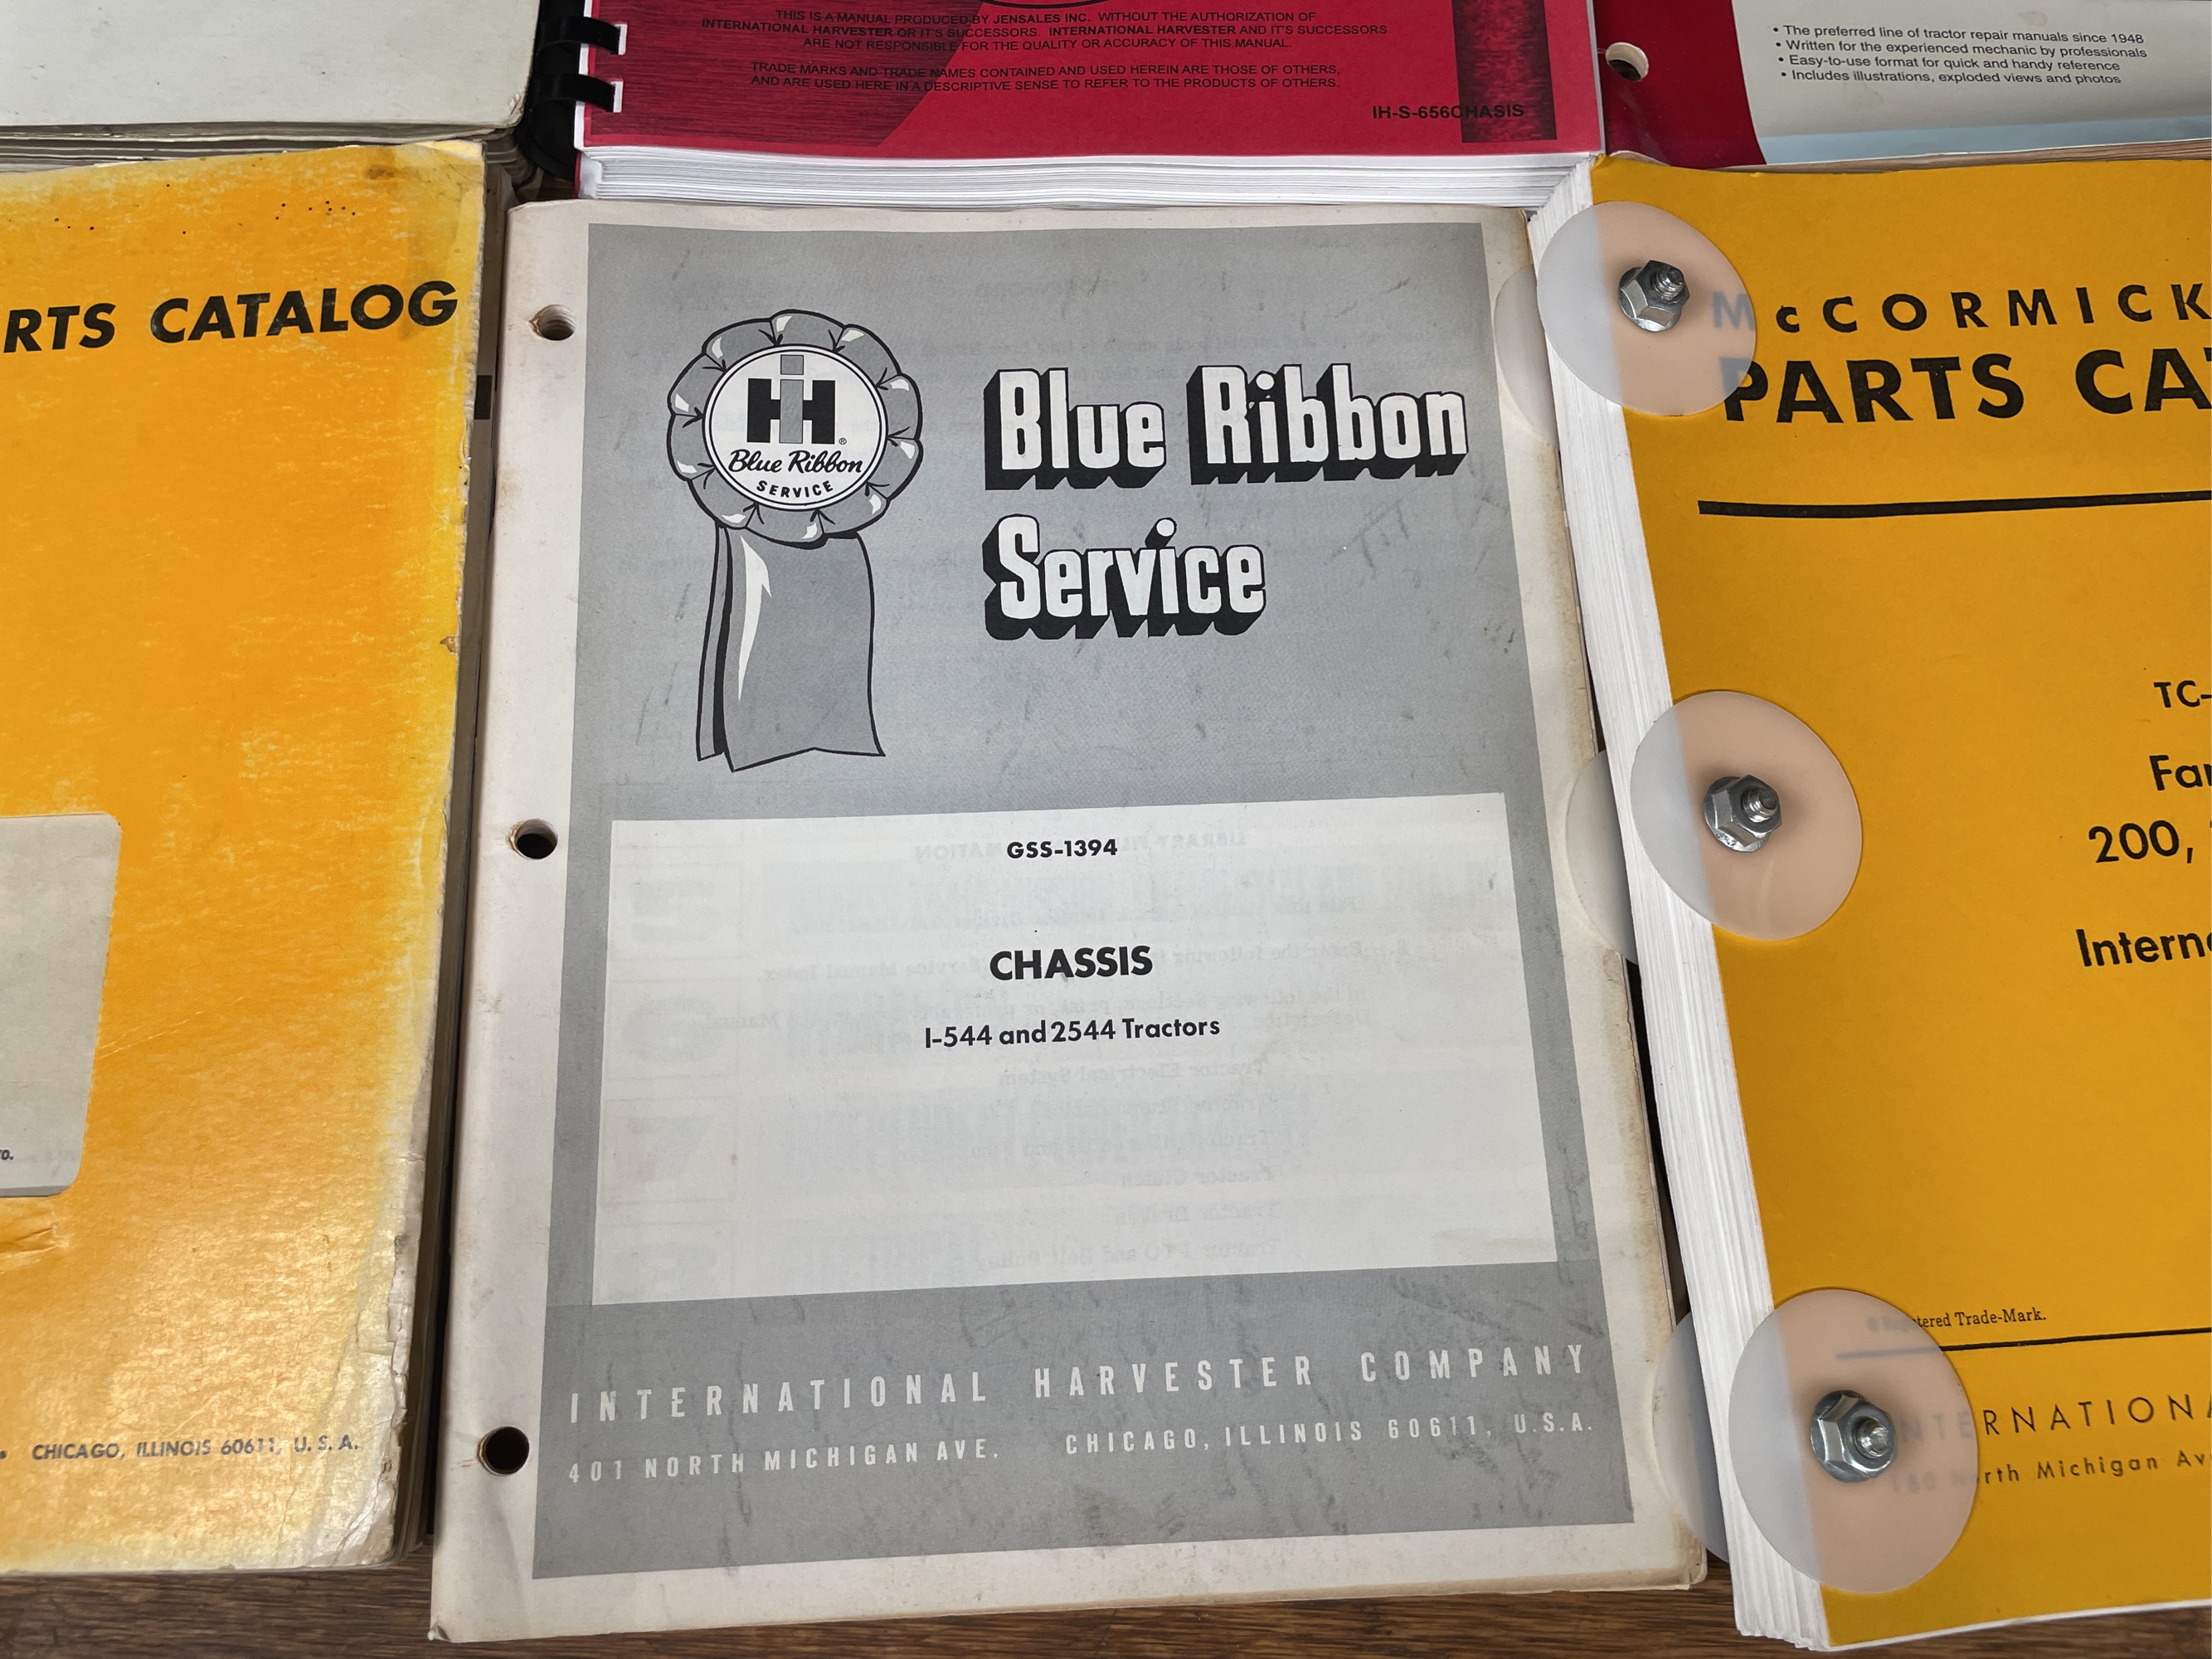 THIS IS A MANUAL PRODUCED BY JENSALES INC. WITHOUT THE AUTHORIZATION OF
INTERNATIONAL HARVESTER OR IT'S SUCCESSORS. INTERNATIONAL HARVESTER AND IT'S SUCCESSORS
ARE NOT RESPONSIBLE FOR THE QUALITY OR ACCURACY OF THIS MANUAL.
TRADE MARKS AND TRADE NAMES CONTAINED AND USED HEREIN ARE THOSE OF OTHERS,
AND ARE USED HERE IN A DESCRIPTIVE SENSE TO REFER TO THE PRODUCTS OF OTHERS.
IH-S-656CHASIS
• The preferred line of tractor repair manuals since 1948
• Written for the experienced mechanic by professionals
• Easy-to-use format for quick and handy reference
• Includes illustrations, exploded views and photos
RTS CATALOG
CHICAGO, ILLINOIS 60611, U. S. A.
IH®
Blue Ribbon
SERVICE
Blue Ribbon
Service
GSS-1394
CHASSIS
I-544 and 2544 Tractors
INTERNATIONAL HARVESTER COMPANY
401 NORTH MICHIGAN AVE. CHICAGO, ILLINOIS 60611, U.S.A.
McCORMICK
PARTS CA
TC-
Far
200,
Interna
Registered Trade-Mark.
INTERNATIONA
180 North Michigan Av